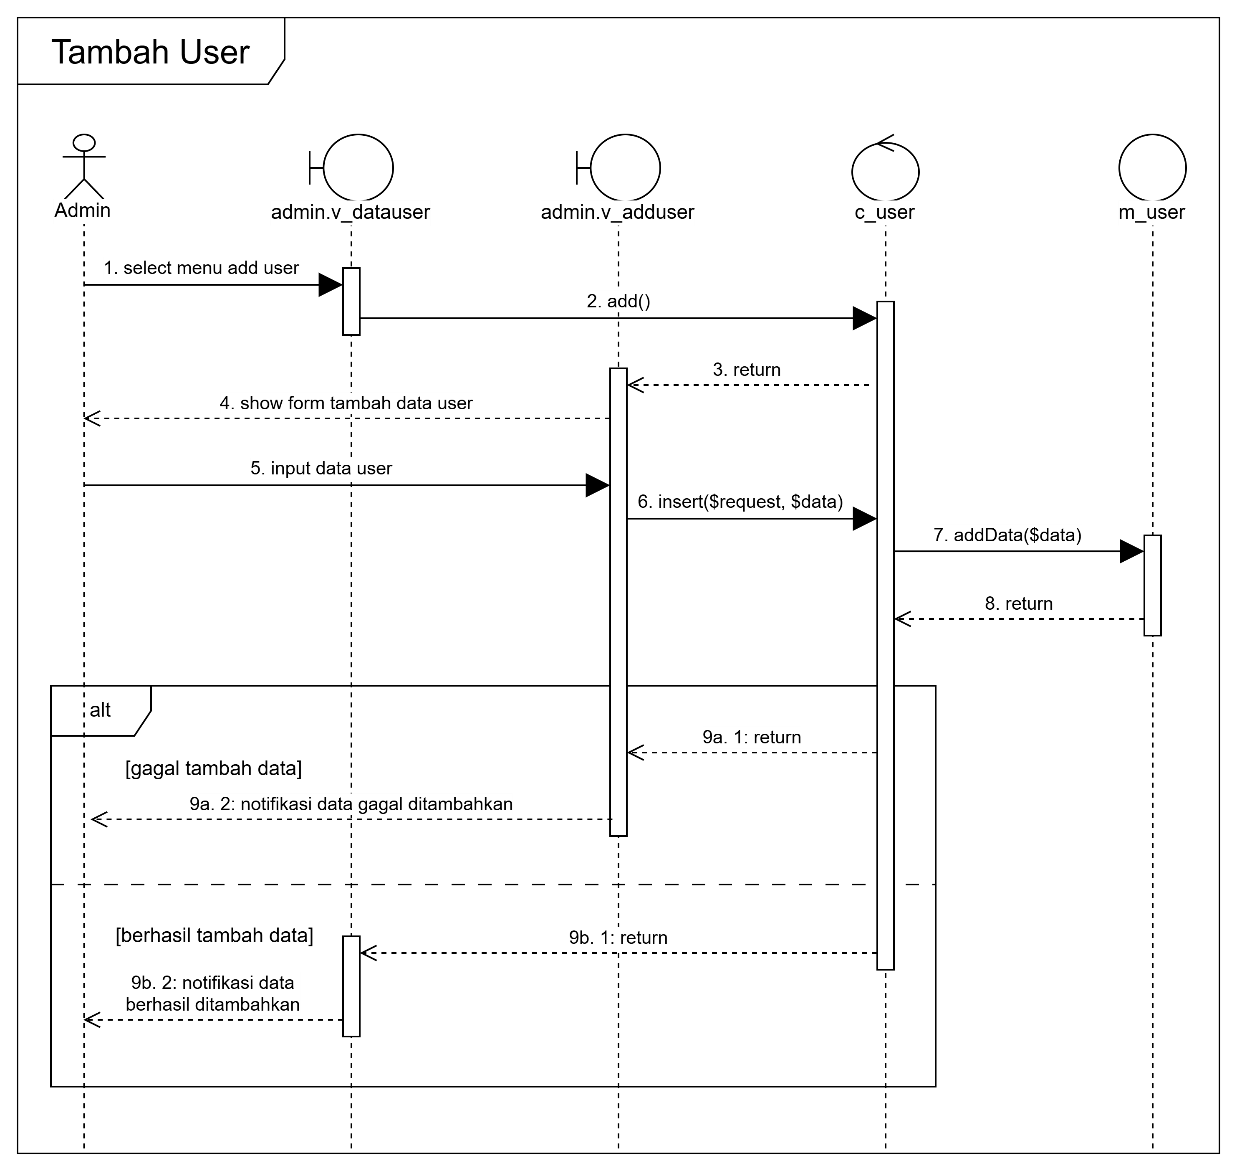 Tambah User
Admin
admin.v_datauser
admin.v_adduser
c_user
m_user
1. select menu add user
2. add()
3. return
4. show form tambah data user
5. input data user
6. insert($request, $data)
7. addData($data)
8. return
alt
9a. 1: return
[gagal tambah data]
9a. 2: notifikasi data gagal ditambahkan
[berhasil tambah data]
9b. 1: return
9b. 2: notifikasi data
berhasil ditambahkan